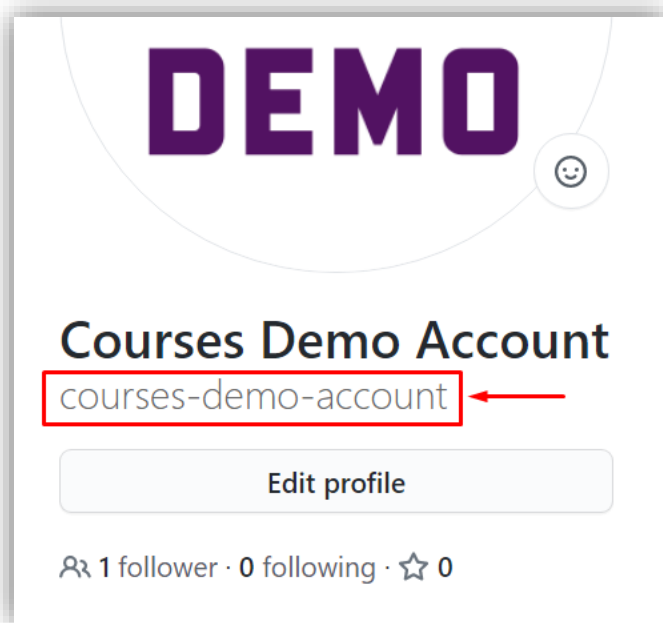 DEMO
Courses Demo Account
courses-demo-account
Edit profile
1 follower · 0 following · 0